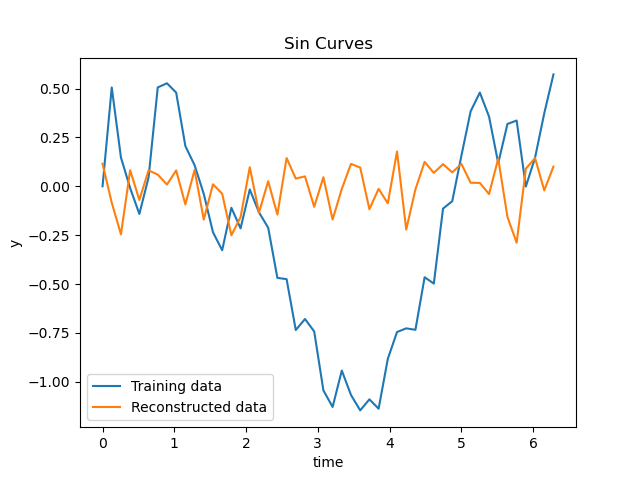 Sin Curves
0.50
0.25
0.00
−0.25
−0.50
−0.75
−1.00
y
Training data
Reconstructed data
0 1 2 3 4 5 6
time